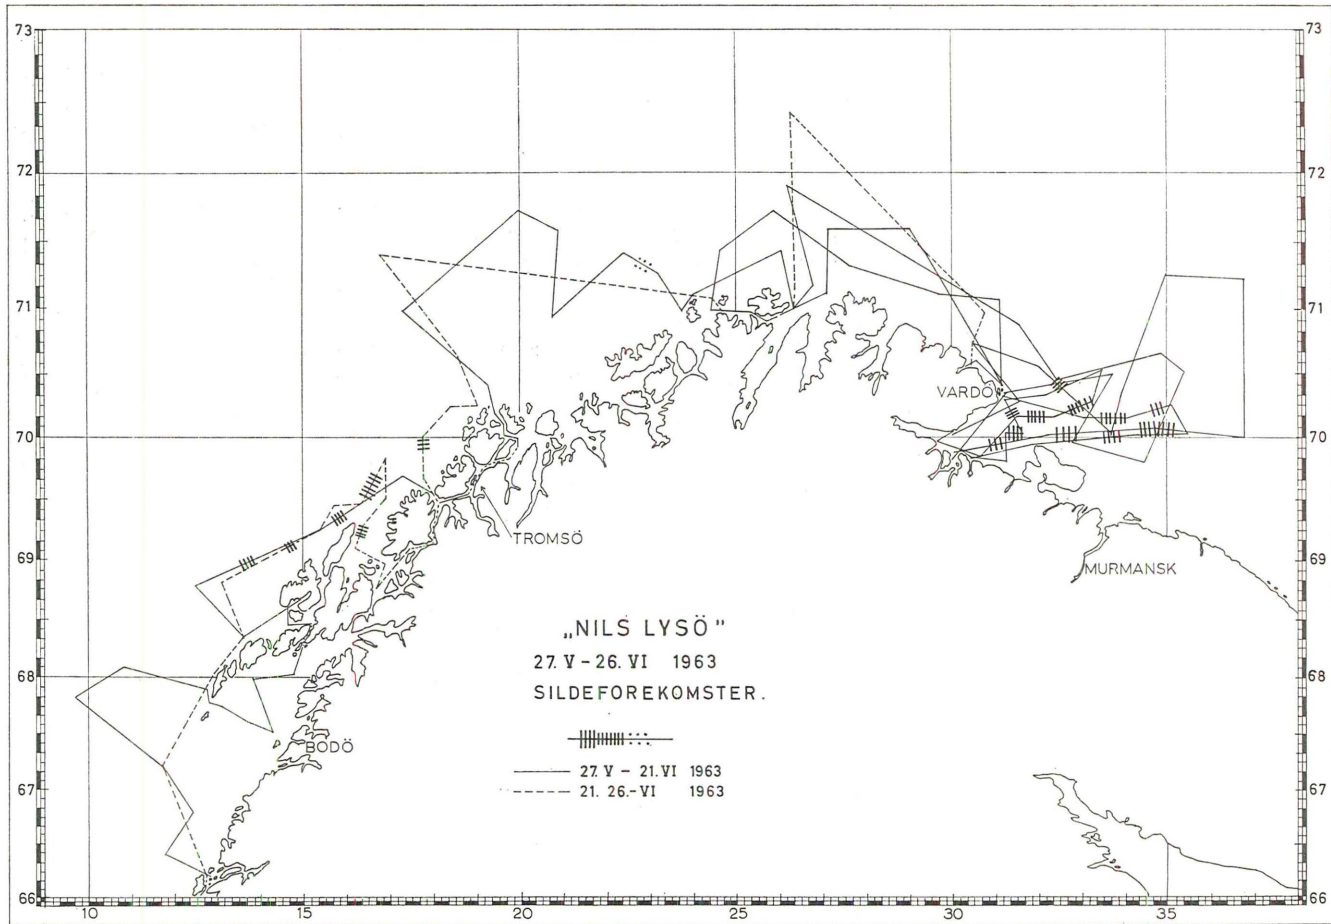 73 73
72 72
71 71
VARDÖ
70 70
TROMSÖ
69 69
MURMANSK
„NILS LYSÖ”
27. V – 26. VI 1963
68 68
SILDEFOREKOMSTER.
BODÖ
27. V – 21. VI 1963
67 67
21. 26.-VI 1963
66 66
10 15 20 25 30 35